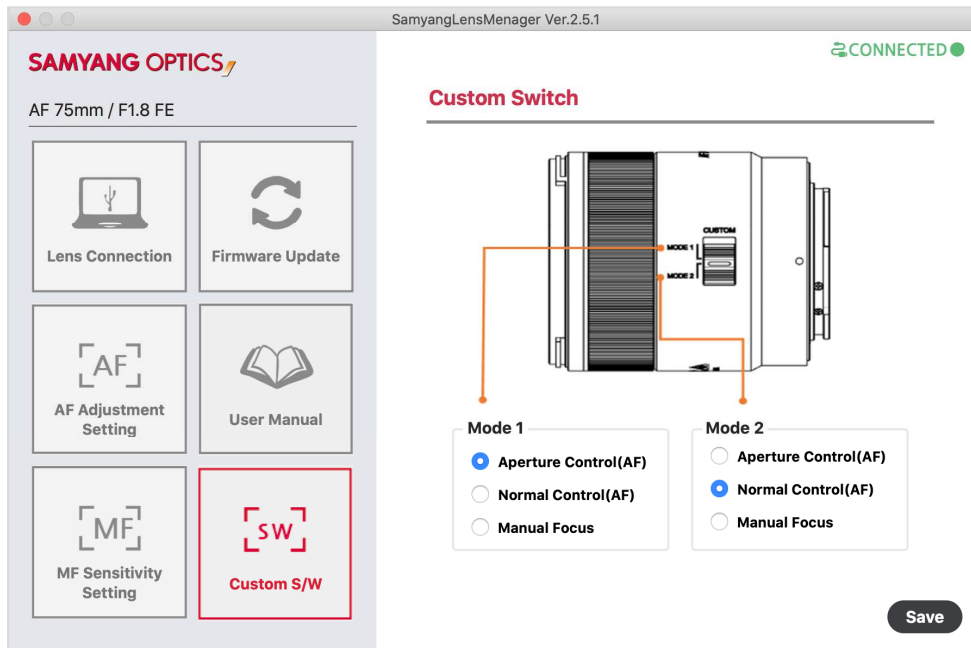 SamyangLensMenager Ver.2.5.1
SAMYANG OPTICS
CONNECTED
AF 75mm / F1.8 FE
Custom Switch
Lens Connection
Firmware Update
AF
AF Adjustment
Setting
User Manual
MF
MF Sensitivity
Setting
SW
Custom S/W
CUSTOM
MODE 1
MODE 2
Mode 1
Aperture Control(AF)
Normal Control(AF)
Manual Focus
Mode 2
Aperture Control(AF)
Normal Control(AF)
Manual Focus
Save